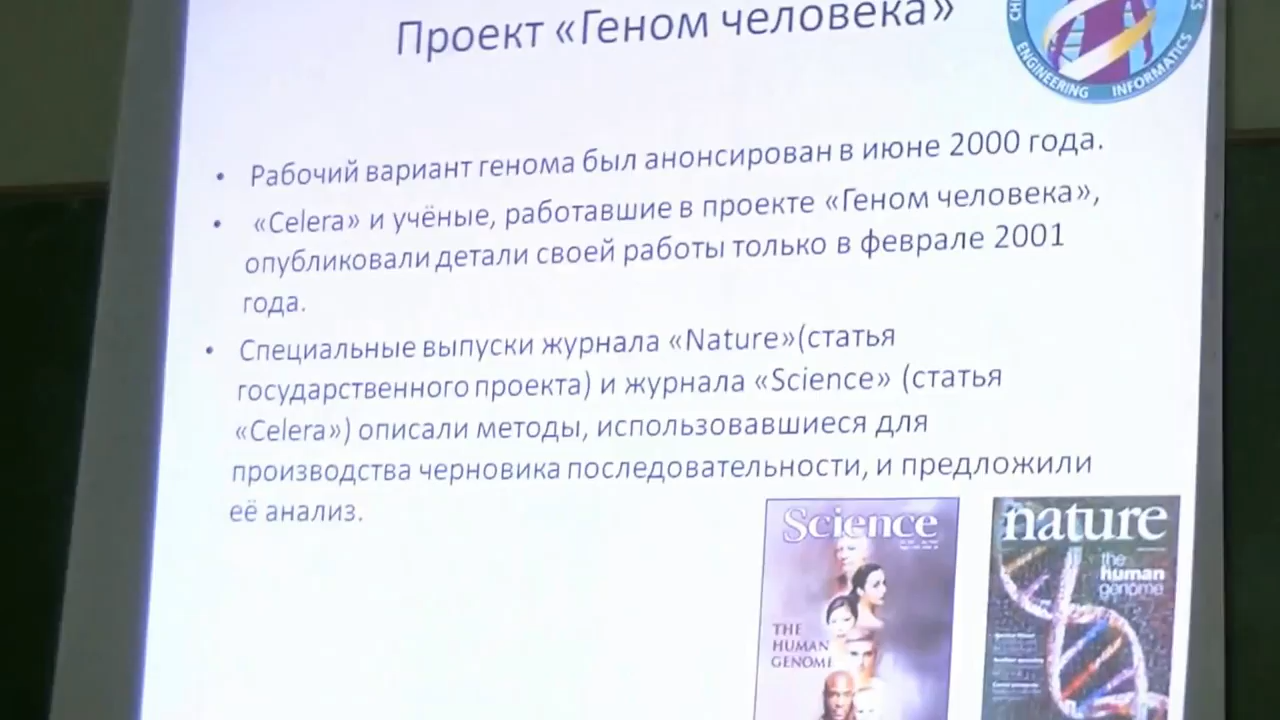 Проект «Геном человека»
ENGINEERING INFORMATICS
• Рабочий вариант генома был анонсирован в июне 2000 года.
• «Celera» и учёные, работавшие в проекте «Геном человека»,
опубликовали детали своей работы только в феврале 2001
года.
• Специальные выпуски журнала «Nature»(статья
государственного проекта) и журнала «Science» (статья
«Celera») описали методы, использовавшиеся для
производства черновика последовательности, и предложили
её анализ.
Science
THE
HUMAN
GENOME
nature
the
human
genome